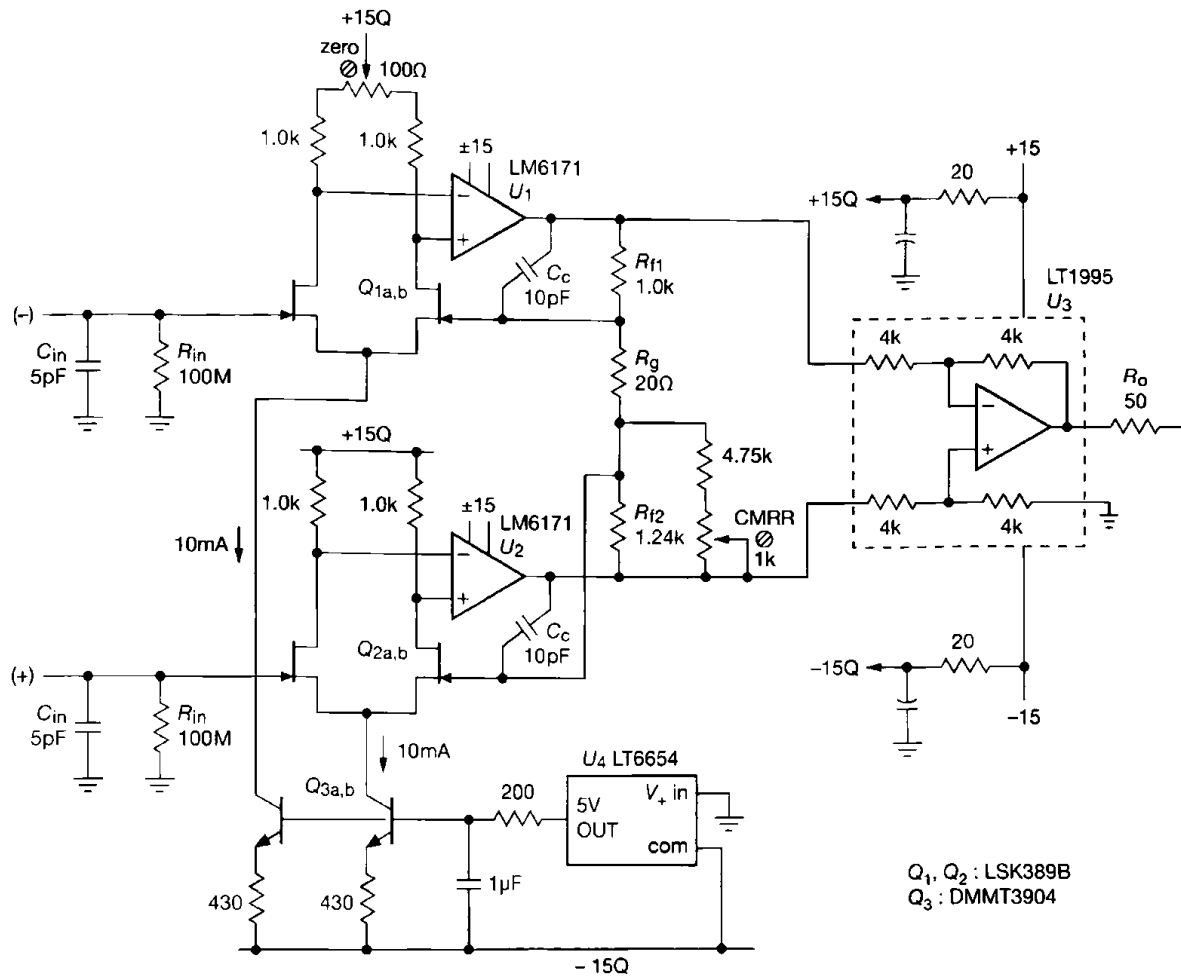 +15Q
zero
100Ω
1.0k
1.0k
±15
LM6171
U1
−
+
Q1a,b
Cc
10pF
Rf1
1.0k
Rg
20Ω
(−)
Cin
5pF
Rin
100M
+15
20
+15Q
LT1995
U3
4k
4k
−
+
4k
4k
Ro
50
+15Q
1.0k
1.0k
±15
LM6171
U2
−
+
10mA
Q2a,b
Cc
10pF
4.75k
Rf2
1.24k
CMRR
1k
20
−15Q
−15
(+)
Cin
5pF
Rin
100M
10mA
Q3a,b
200
U4 LT6654
5V
OUT
V+ in
com
430
430
1µF
− 15Q
Q1, Q2 : LSK389B
Q3 : DMMT3904